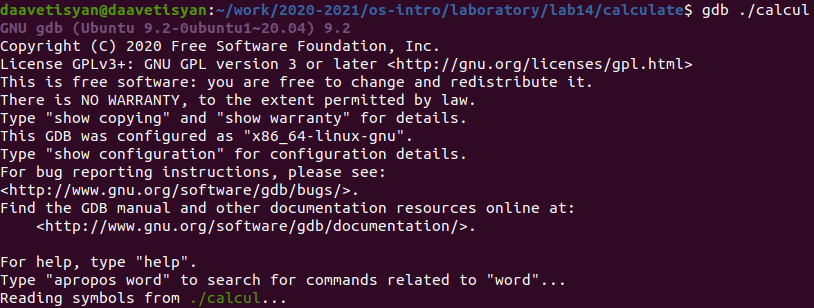 daavetisyan@daavetisyan:~/work/2020-2021/os-intro/laboratory/lab14/calculate$ gdb ./calcul
GNU gdb (Ubuntu 9.2-0ubuntu1~20.04) 9.2
Copyright (C) 2020 Free Software Foundation, Inc.
License GPLv3+: GNU GPL version 3 or later <http://gnu.org/licenses/gpl.html>
This is free software: you are free to change and redistribute it.
There is NO WARRANTY, to the extent permitted by law.
Type "show copying" and "show warranty" for details.
This GDB was configured as "x86_64-linux-gnu".
Type "show configuration" for configuration details.
For bug reporting instructions, please see:
<http://www.gnu.org/software/gdb/bugs/>.
Find the GDB manual and other documentation resources online at:
    <http://www.gnu.org/software/gdb/documentation/>.

For help, type "help".
Type "apropos word" to search for commands related to "word"...
Reading symbols from ./calcul...